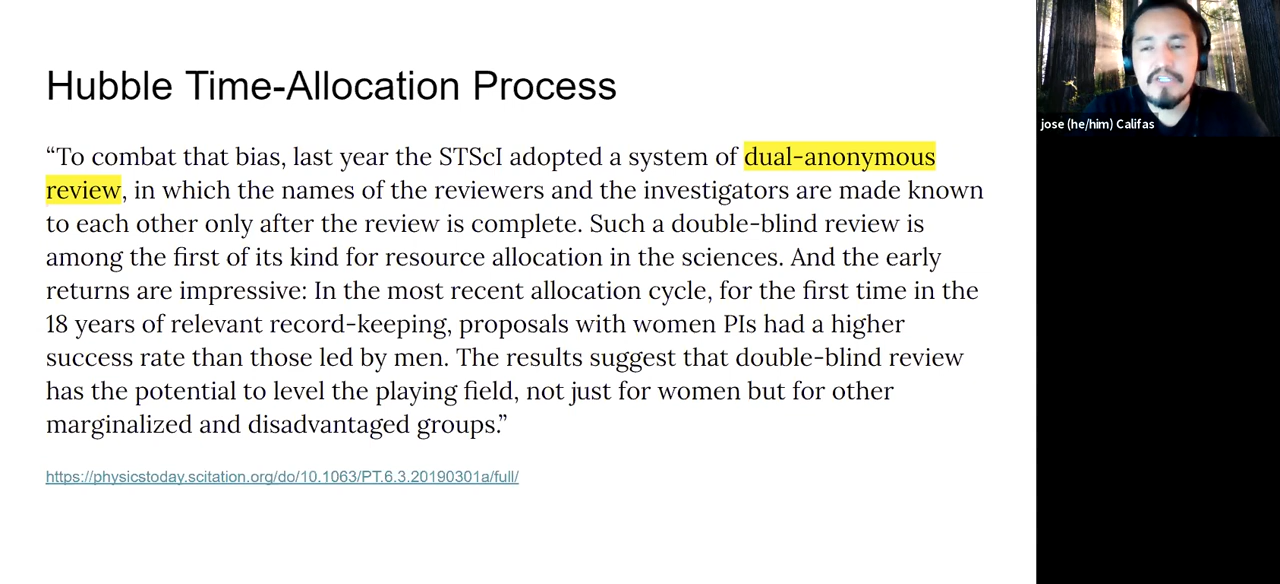 Hubble Time-Allocation Process
“To combat that bias, last year the STScI adopted a system of dual-anonymous
review, in which the names of the reviewers and the investigators are made known
to each other only after the review is complete. Such a double-blind review is
among the first of its kind for resource allocation in the sciences. And the early
returns are impressive: In the most recent allocation cycle, for the first time in the
18 years of relevant record-keeping, proposals with women PIs had a higher
success rate than those led by men. The results suggest that double-blind review
has the potential to level the playing field, not just for women but for other
marginalized and disadvantaged groups.”
https://physicstoday.scitation.org/do/10.1063/PT.6.3.20190301a/full/
jose (he/him) Califas